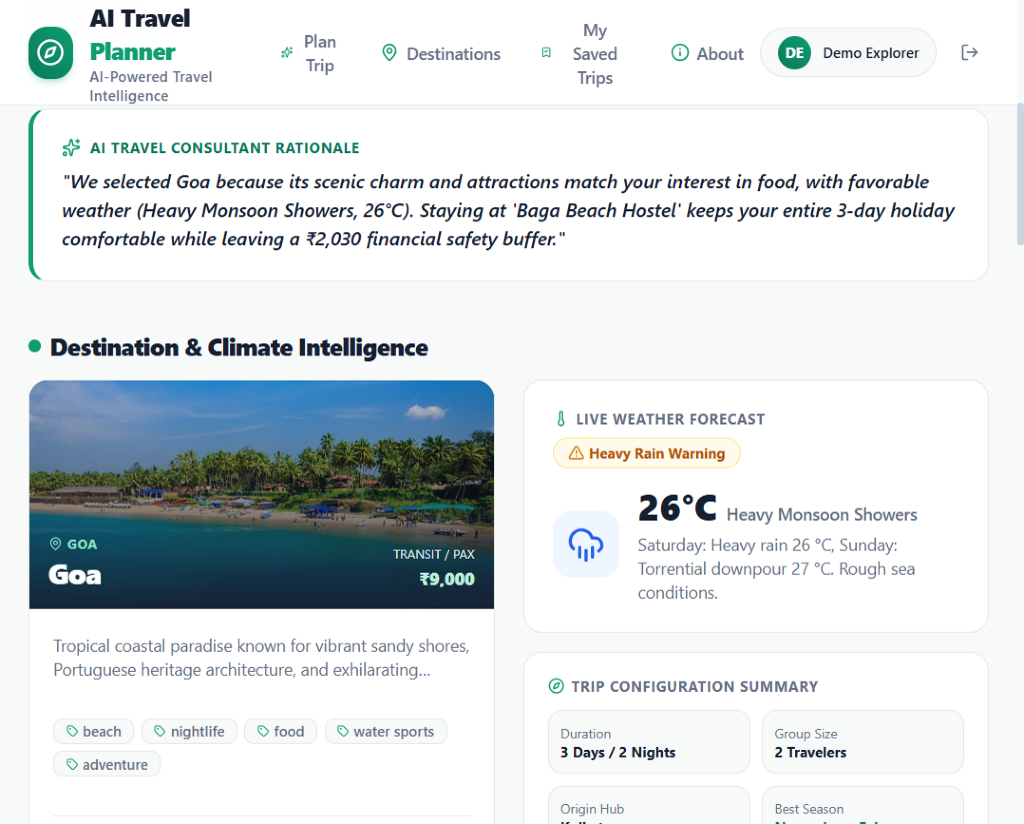 AI Travel
Planner
AI-Powered Travel
Intelligence
Plan
Trip
Destinations
My
Saved
Trips
About
DE
Demo Explorer
AI TRAVEL CONSULTANT RATIONALE
"We selected Goa because its scenic charm and attractions match your interest in food, with favorable
weather (Heavy Monsoon Showers, 26°C). Staying at 'Baga Beach Hostel' keeps your entire 3-day holiday
comfortable while leaving a ₹2,030 financial safety buffer."
Destination & Climate Intelligence
GOA
Goa
TRANSIT / PAX
₹9,000
Tropical coastal paradise known for vibrant sandy shores,
Portuguese heritage architecture, and exhilarating...
beach
nightlife
food
water sports
adventure
LIVE WEATHER FORECAST
Heavy Rain Warning
26°C Heavy Monsoon Showers
Saturday: Heavy rain 26 °C, Sunday:
Torrential downpour 27 °C. Rough sea
conditions.
TRIP CONFIGURATION SUMMARY
Duration
3 Days / 2 Nights
Group Size
2 Travelers
Origin Hub
Best Season